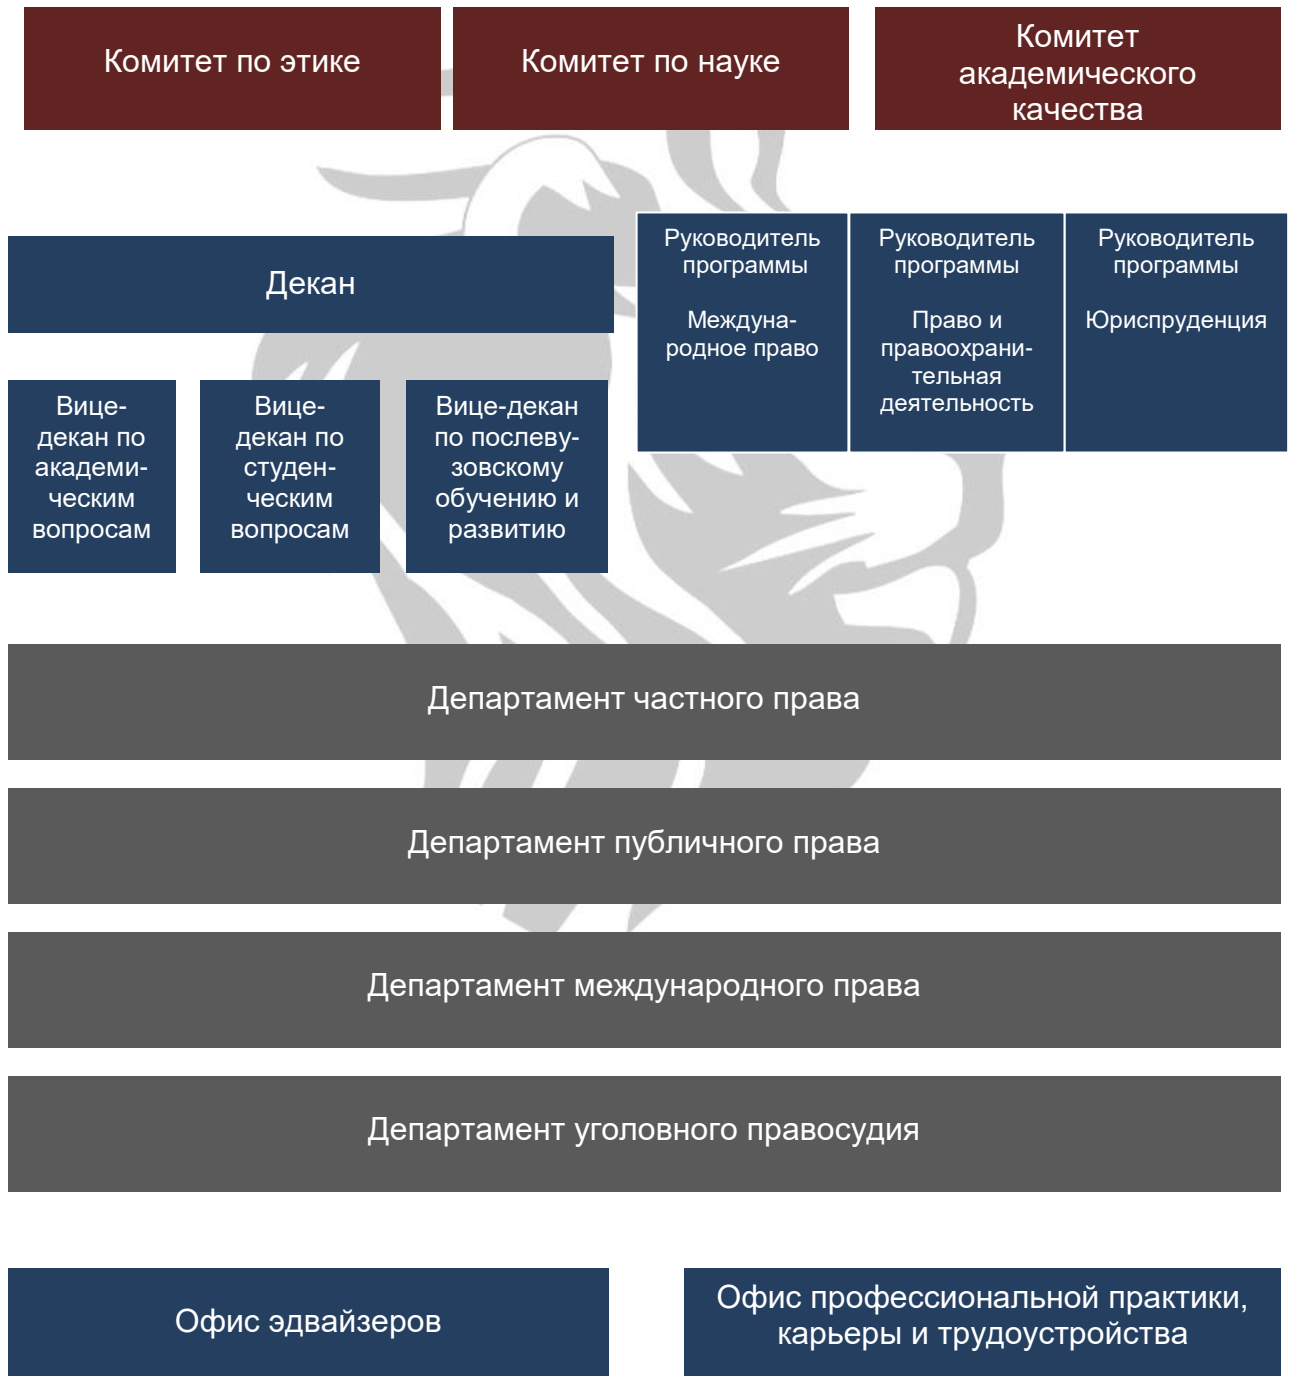 Комитет по этике
Комитет по науке
Комитет
академического
качества
Декан
Руководитель
программы
Междуна-
родное право
Руководитель
программы
Право и
правоохрани-
тельная
деятельность
Руководитель
программы
Юриспруденция
Вице-
декан по
академи-
ческим
вопросам
Вице-
декан по
студен-
ческим
вопросам
Вице-декан
по послеву-
зовскому
обучению и
развитию
Департамент частного права
Департамент публичного права
Департамент международного права
Департамент уголовного правосудия
Офис эдвайзеров
Офис профессиональной практики,
карьеры и трудоустройства